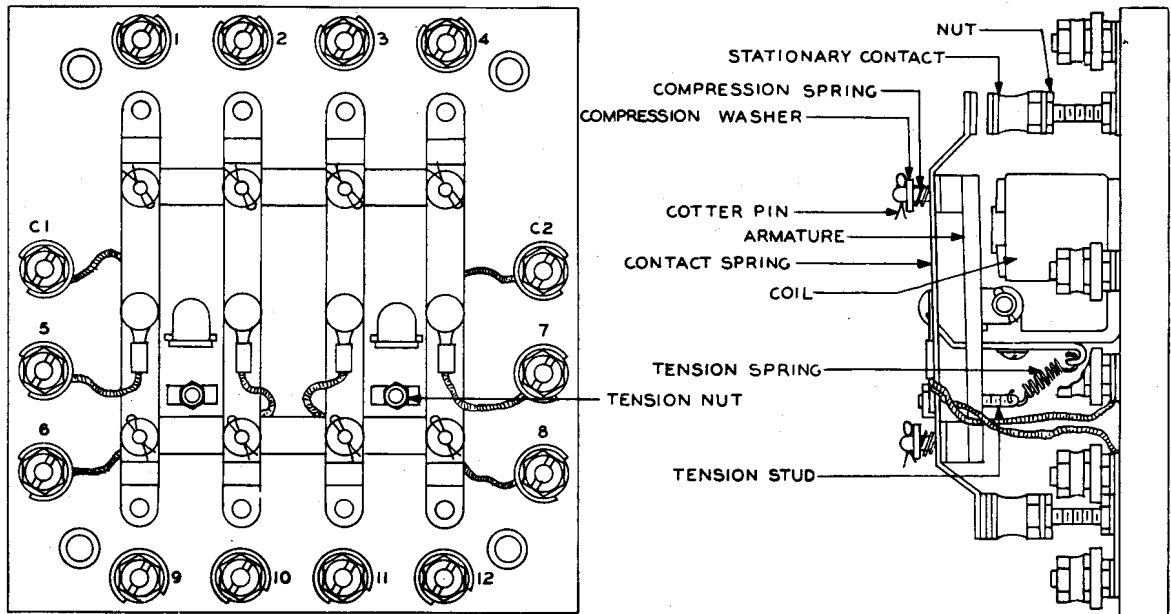 1 2 3 4
C1 C2
5 7
6 8
9 10 11 12
NUT
STATIONARY CONTACT
COMPRESSION SPRING
COMPRESSION WASHER
COTTER PIN
ARMATURE
CONTACT SPRING
COIL
TENSION SPRING
TENSION NUT
TENSION STUD